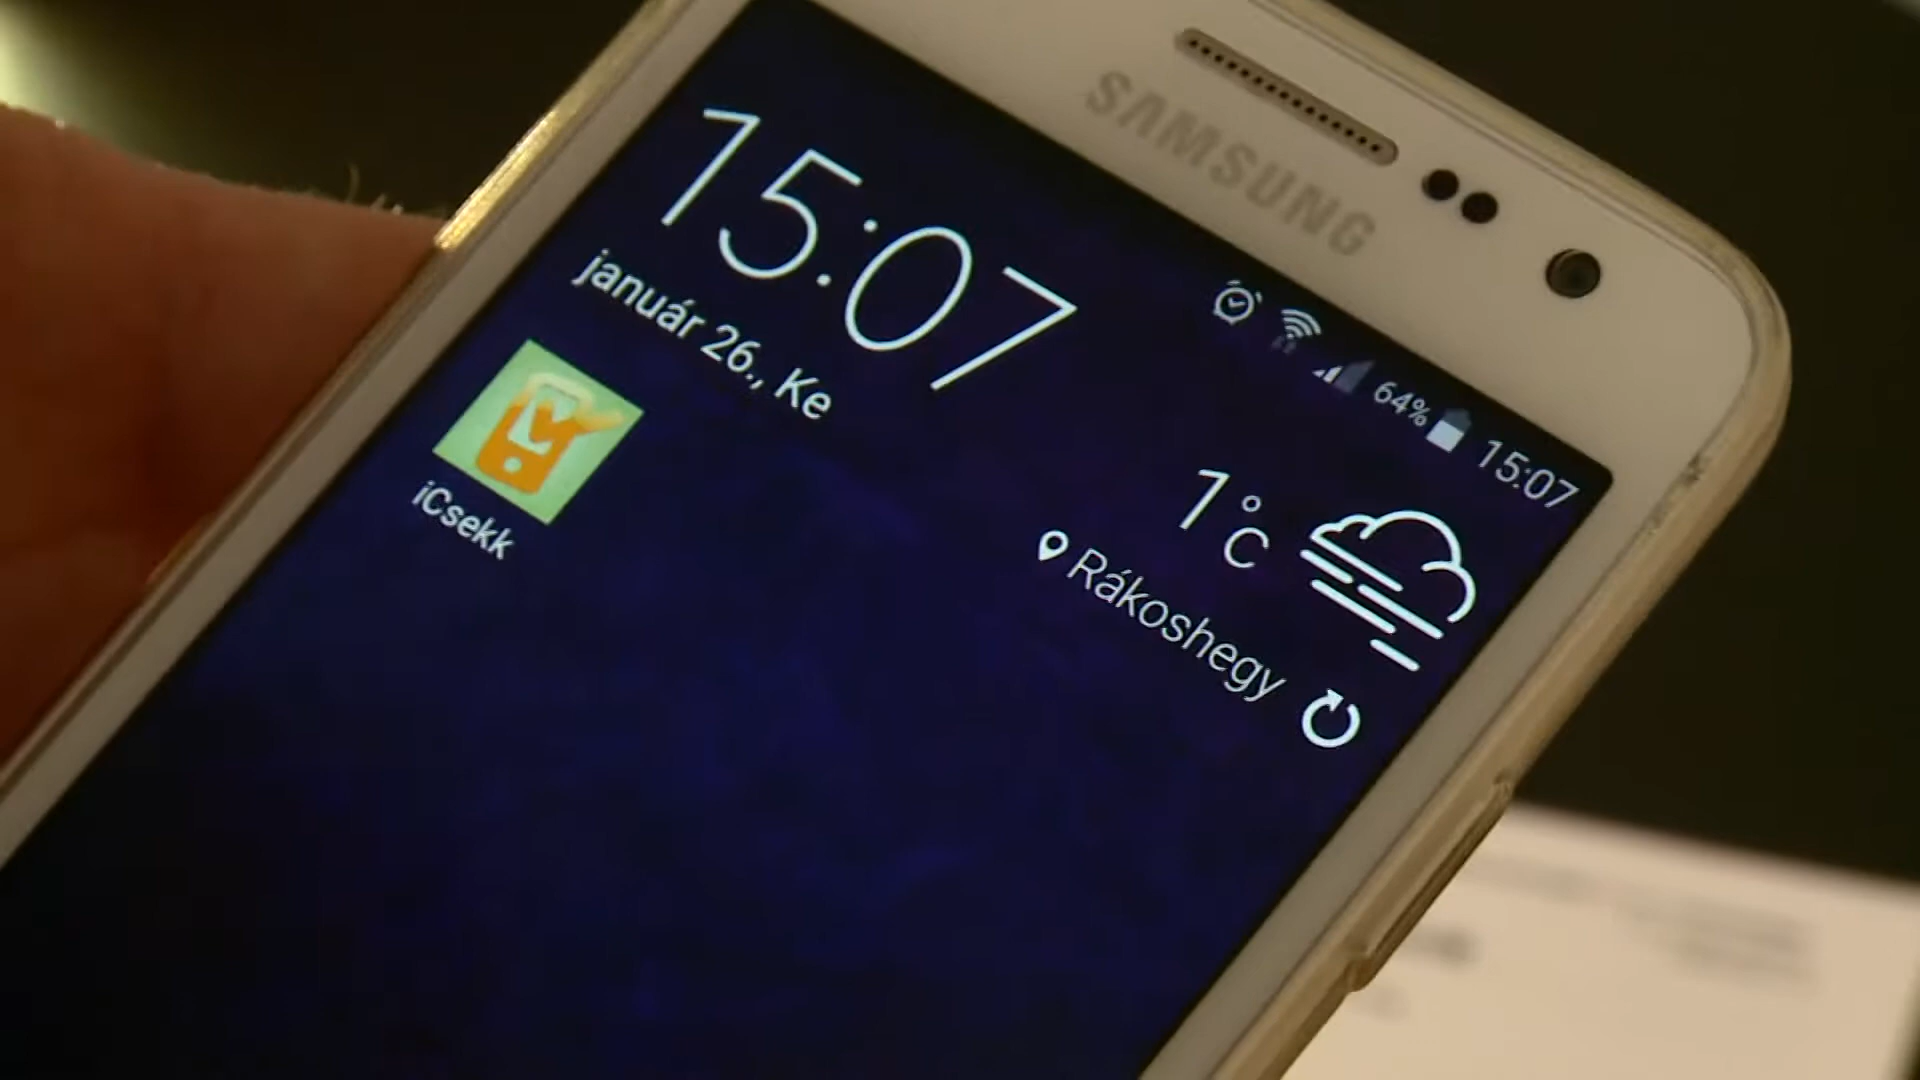 SAMSUNG
64% 15:07
15:07
január 26., Ke
1°C
Rákoshegy
iCsekk